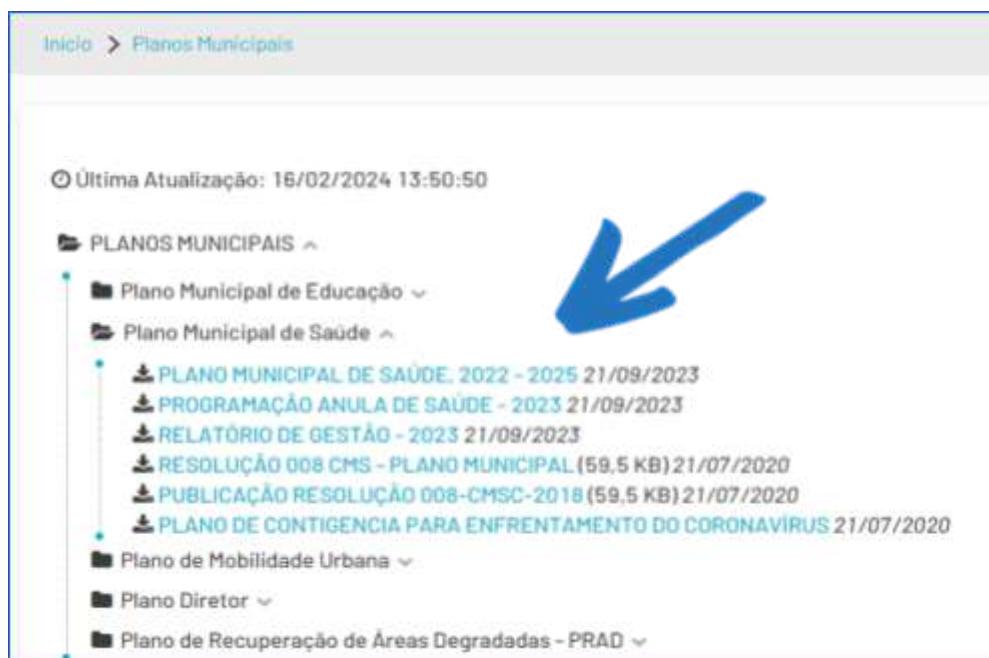 Início > Planos Municipais
Última Atualização: 16/02/2024 13:50:50
PLANOS MUNICIPAIS
Plano Municipal de Educação
Plano Municipal de Saúde
PLANO MUNICIPAL DE SAÚDE, 2022 - 2025 21/09/2023
PROGRAMAÇÃO ANULA DE SAÚDE - 2023 21/09/2023
RELATÓRIO DE GESTÃO - 2023 21/09/2023
RESOLUÇÃO 008 CMS - PLANO MUNICIPAL (59,5 KB) 21/07/2020
PUBLICAÇÃO RESOLUÇÃO 008-CMSC-2018 (59,5 KB) 21/07/2020
PLANO DE CONTIGENCIA PARA ENFRENTAMENTO DO CORONAVÍRUS 21/07/2020
Plano de Mobilidade Urbana
Plano Diretor
Plano de Recuperação de Áreas Degradadas - PRAD